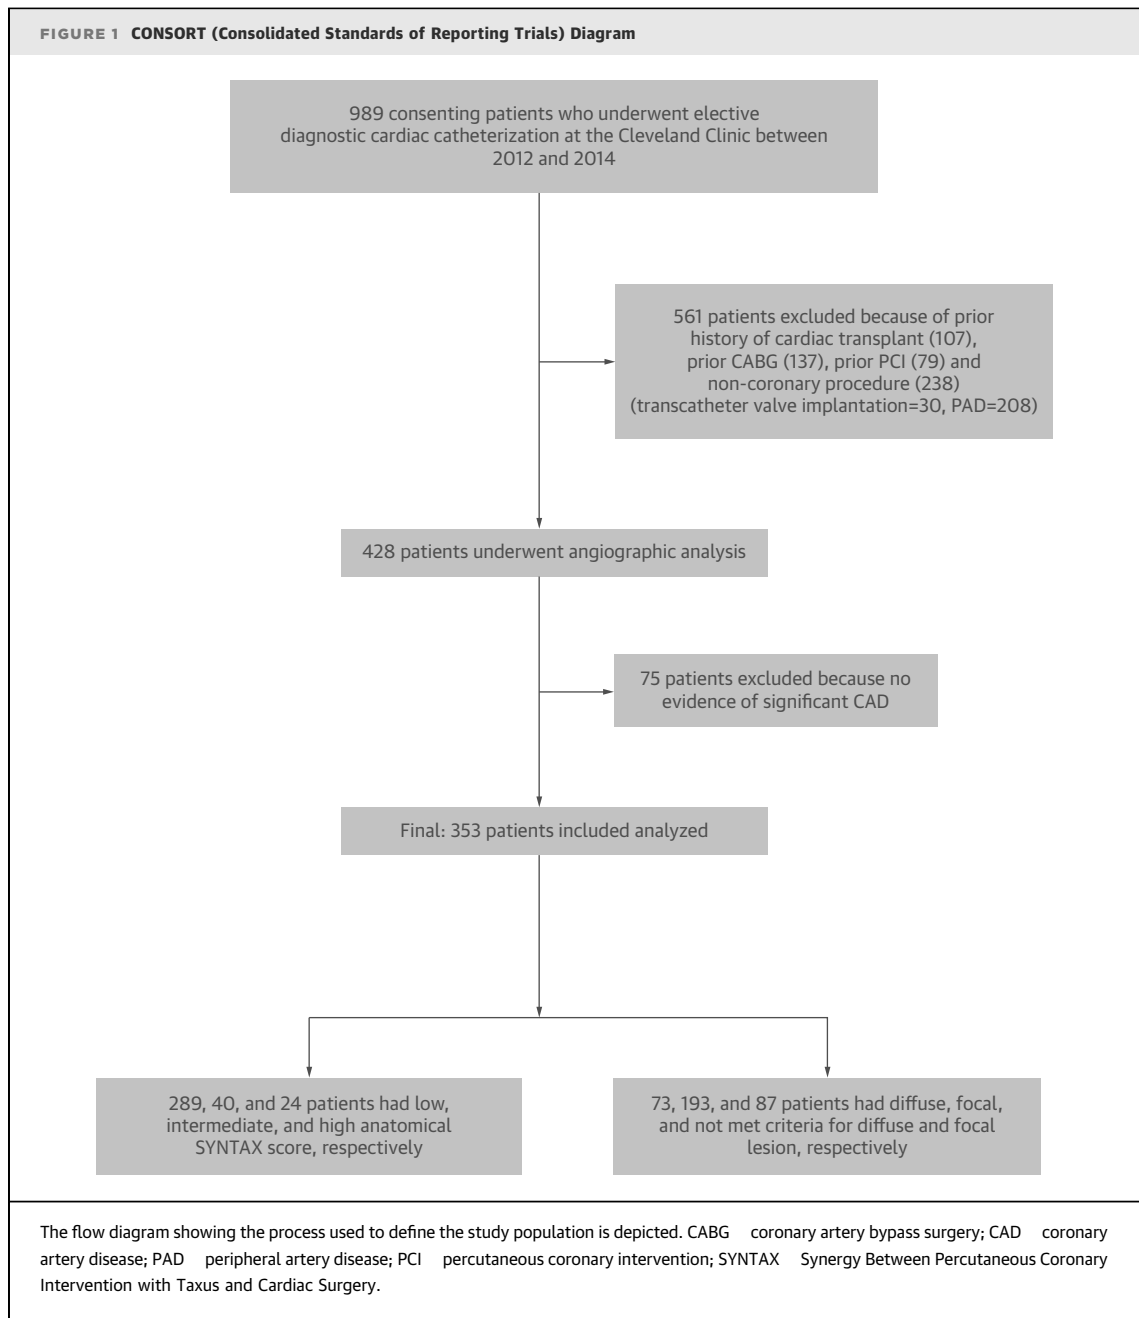 FIGURE 1 CONSORT (Consolidated Standards of Reporting Trials) Diagram
989 consenting patients who underwent elective
diagnostic cardiac catheterization at the Cleveland Clinic between
2012 and 2014
561 patients excluded because of prior
history of cardiac transplant (107),
prior CABG (137), prior PCI (79) and
non-coronary procedure (238)
(transcatheter valve implantation=30, PAD=208)
428 patients underwent angiographic analysis
75 patients excluded because no
evidence of significant CAD
Final: 353 patients included analyzed
289, 40, and 24 patients had low,
intermediate, and high anatomical
SYNTAX score, respectively
73, 193, and 87 patients had diffuse, focal,
and not met criteria for diffuse and focal
lesion, respectively
The flow diagram showing the process used to define the study population is depicted. CABG coronary artery bypass surgery; CAD coronary
artery disease; PAD peripheral artery disease; PCI percutaneous coronary intervention; SYNTAX Synergy Between Percutaneous Coronary
Intervention with Taxus and Cardiac Surgery.